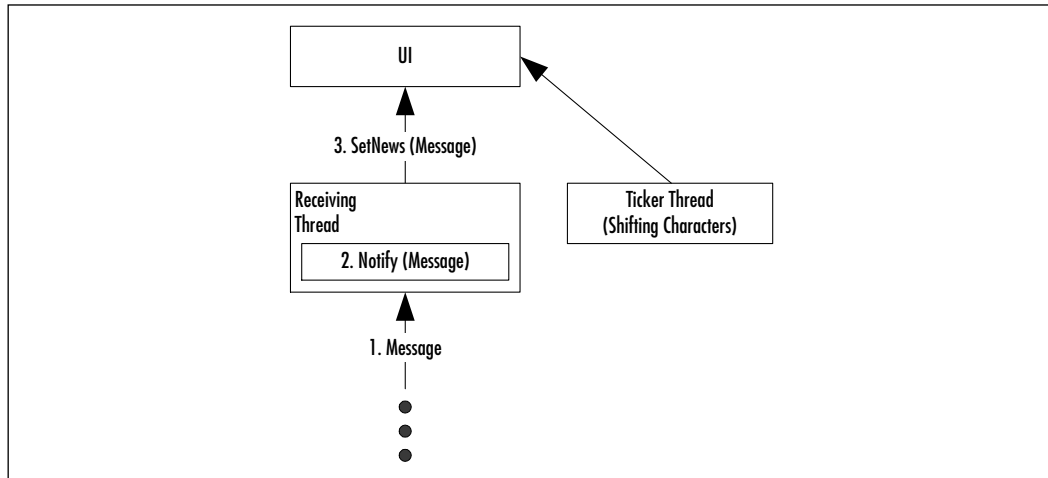 UI
3. SetNews (Message)
Receiving
Thread
2. Notify (Message)
Ticker Thread
(Shifting Characters)
1. Message